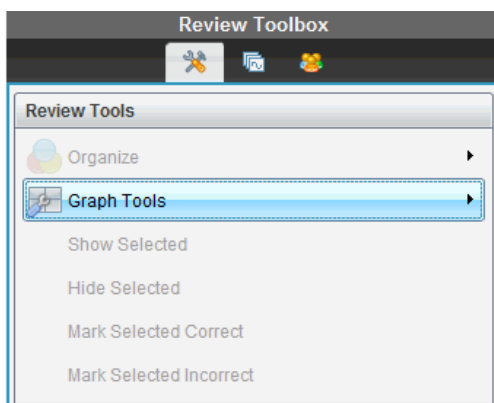 Review Toolbox
Review Tools
Organize
Graph Tools
Show Selected
Hide Selected
Mark Selected Correct
Mark Selected Incorrect